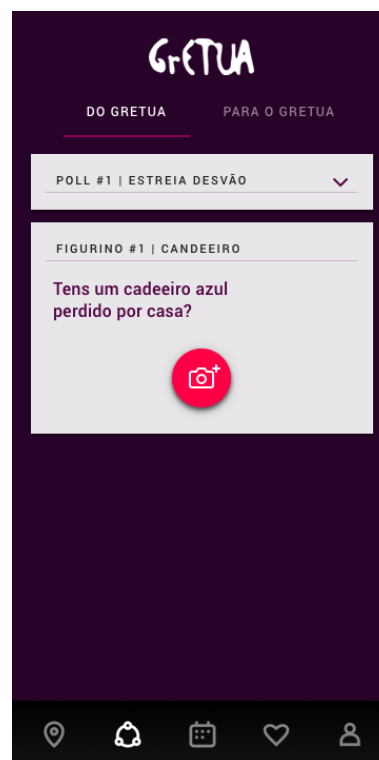 GrETUA
DO GRETUA PARA O GRETUA
POLL #1 | ESTREIA DESVÃO
FIGURINO #1 | CANDEEIRO
Tens um cadeeiro azul
perdido por casa?